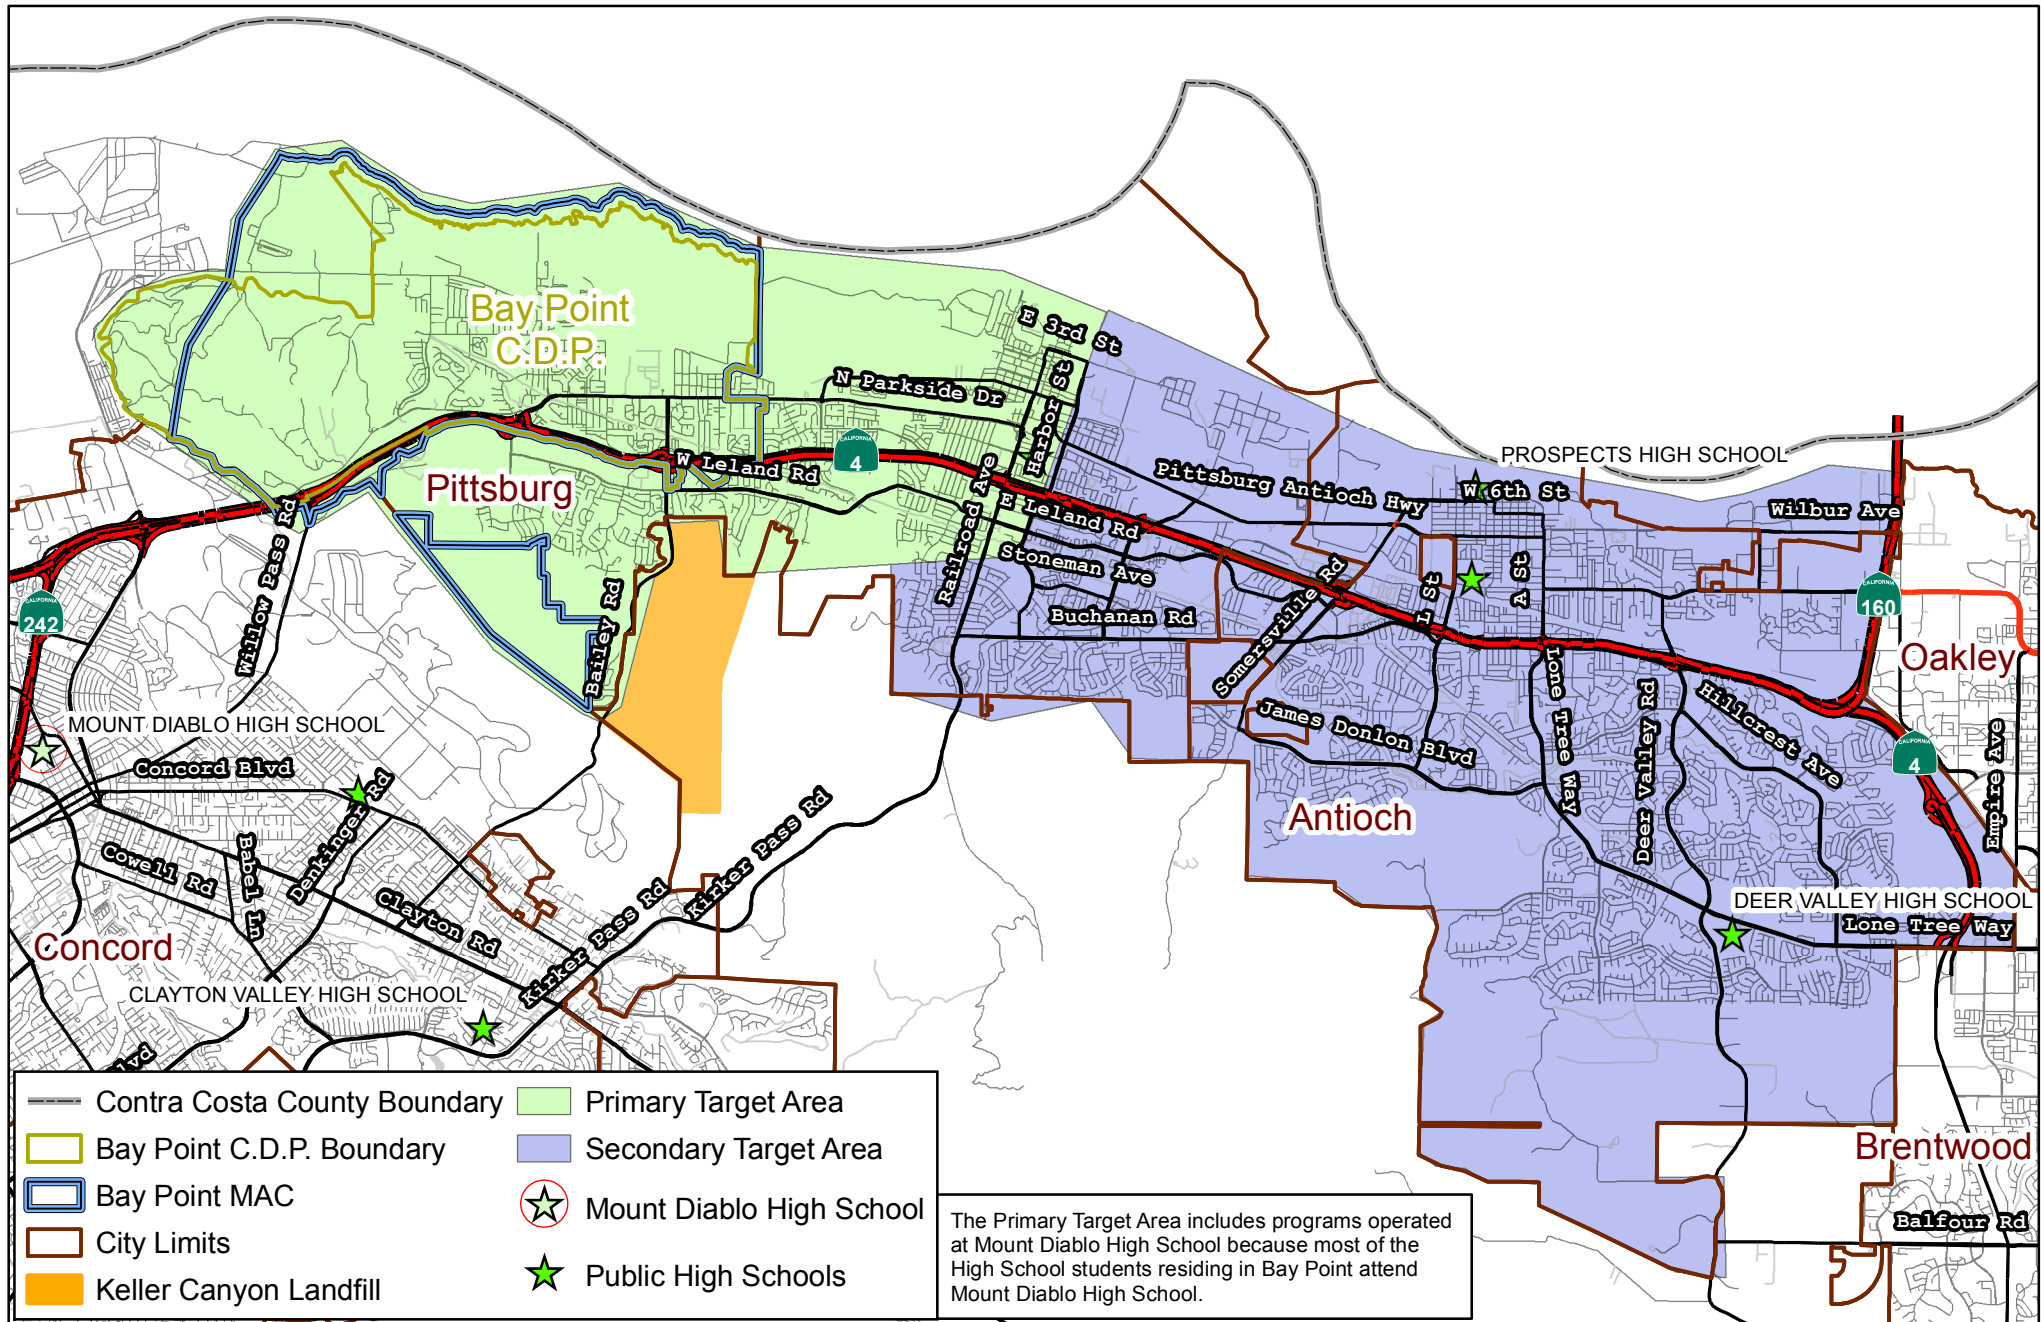 Bay Point
C.D.P.
E 3rd St
N Parkside Dr
Harbor St
CALIFORNIA
4
W Leland Rd
Pittsburg
Railroad Ave
E Leland Rd
Pittsburg Antioch Hwy
PROSPECTS HIGH SCHOOL
W 6th St
Wilbur Ave
Willow Pass Rd
Stoneman Ave
Buchanan Rd
Bailey Rd
Somersville Rd
L St
A St
CALIFORNIA
160
CALIFORNIA
242
Oakley
MOUNT DIABLO HIGH SCHOOL
Concord Blvd
James Donlon Blvd
Lone Tree Way
Deer Valley Rd
Hillcrest Ave
CALIFORNIA
4
Empire Ave
Antioch
Denkinger Rd
Babel Ln
Cowell Rd
Clayton Rd
Kirker Pass Rd
Kirker Pass Rd
DEER VALLEY HIGH SCHOOL
Lone Tree Way
Concord
CLAYTON VALLEY HIGH SCHOOL
lvd
Brentwood
Balfour Rd
Contra Costa County Boundary
Bay Point C.D.P. Boundary
Bay Point MAC
City Limits
Keller Canyon Landfill
Primary Target Area
Secondary Target Area
Mount Diablo High School
Public High Schools
The Primary Target Area includes programs operated
at Mount Diablo High School because most of the
High School students residing in Bay Point attend
Mount Diablo High School.